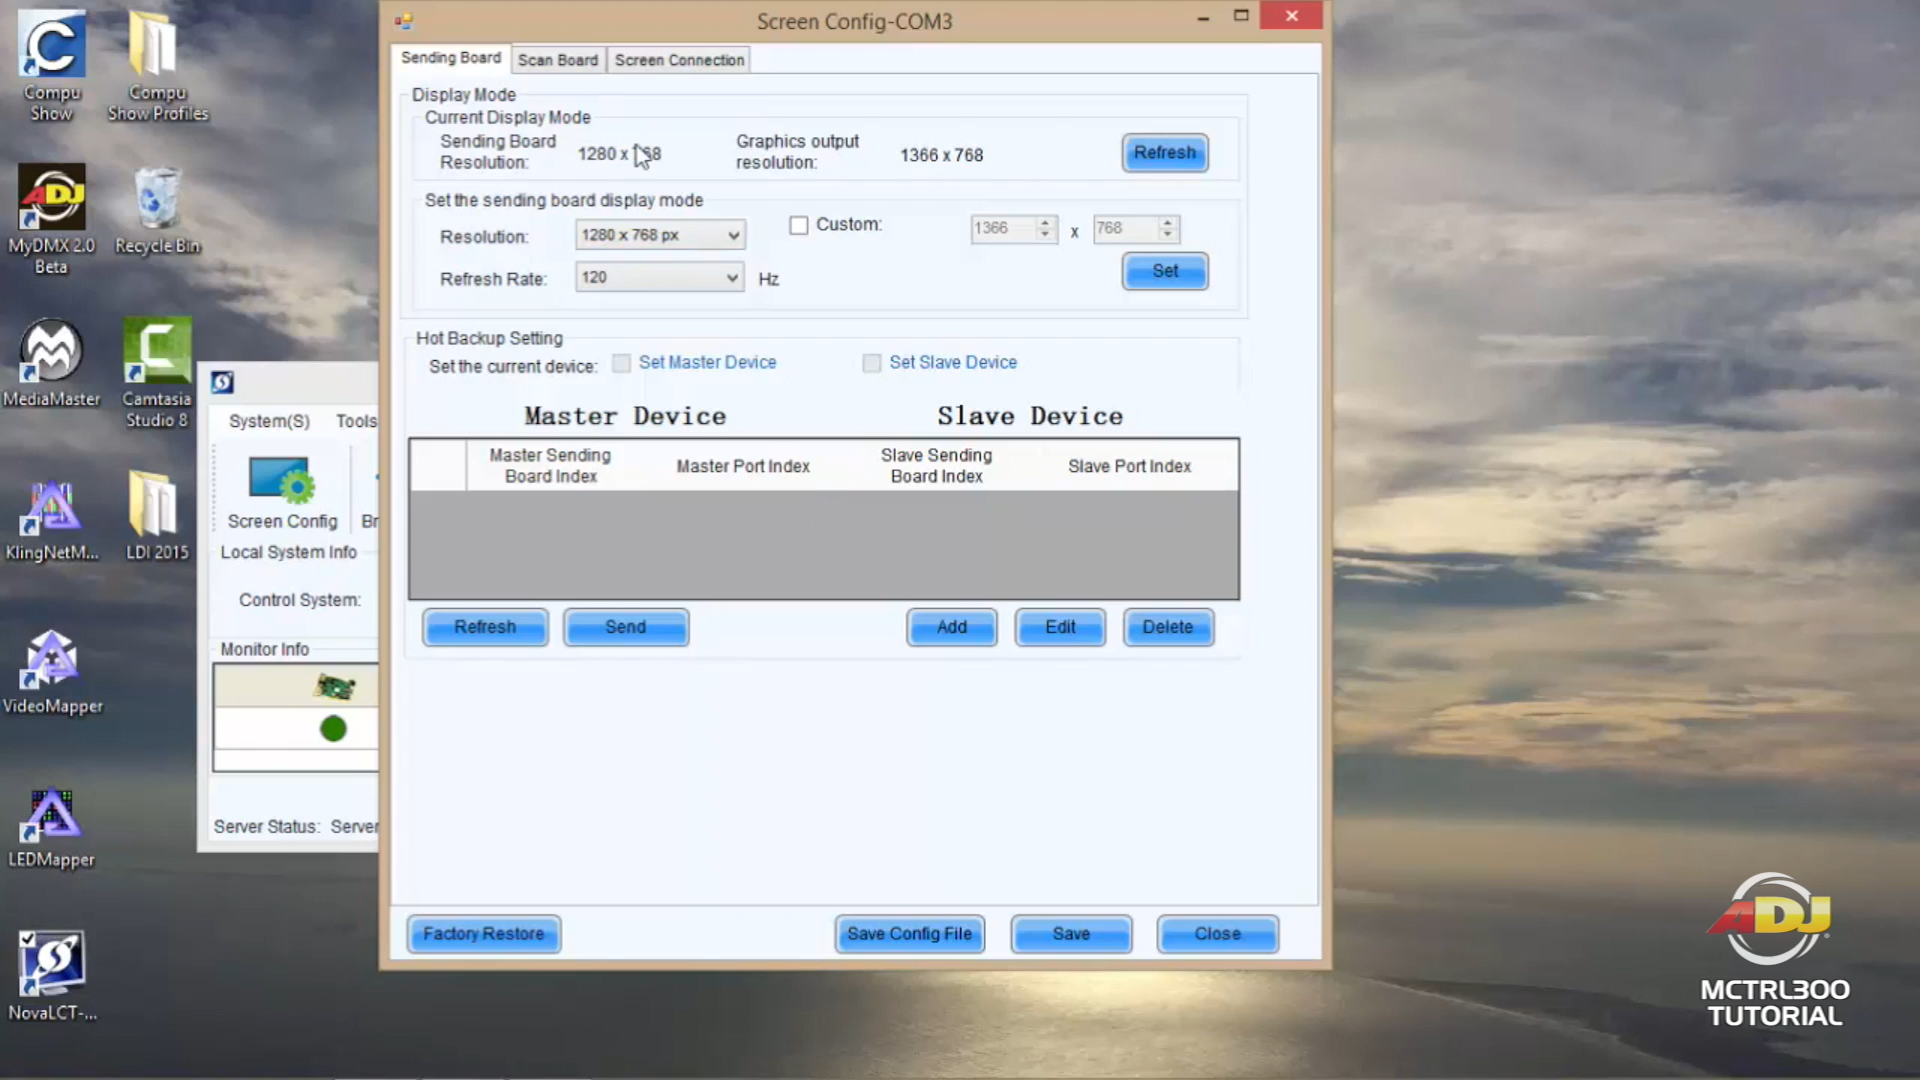 Screen Config-COM3
Sending Board
Scan Board
Screen Connection
Display Mode
Current Display Mode
Sending Board
Resolution:
1280 x 768
Graphics output
resolution:
1366 x 768
Refresh
Set the sending board display mode
Resolution:
1280 x 768 px
Custom:
1366
x
768
Refresh Rate:
120
Hz
Set
Hot Backup Setting
Set the current device:
Set Master Device
Set Slave Device
Master Device
Slave Device
Master Sending
Board Index
Master Port Index
Slave Sending
Board Index
Slave Port Index
Refresh
Send
Add
Edit
Delete
Factory Restore
Save Config File
Save
Close
System(S)
Tools
Screen Config
Br
Local System Info
Control System:
Monitor Info
Server Status: Server
Compu
Show
Compu
Show Profiles
ADJ
MyDMX 2.0
Beta
Recycle Bin
MediaMaster
Camtasia
Studio 8
KlingNetM...
LDI 2015
VideoMapper
LEDMapper
NovaLCT-...
ADJ
MCTRL300
TUTORIAL